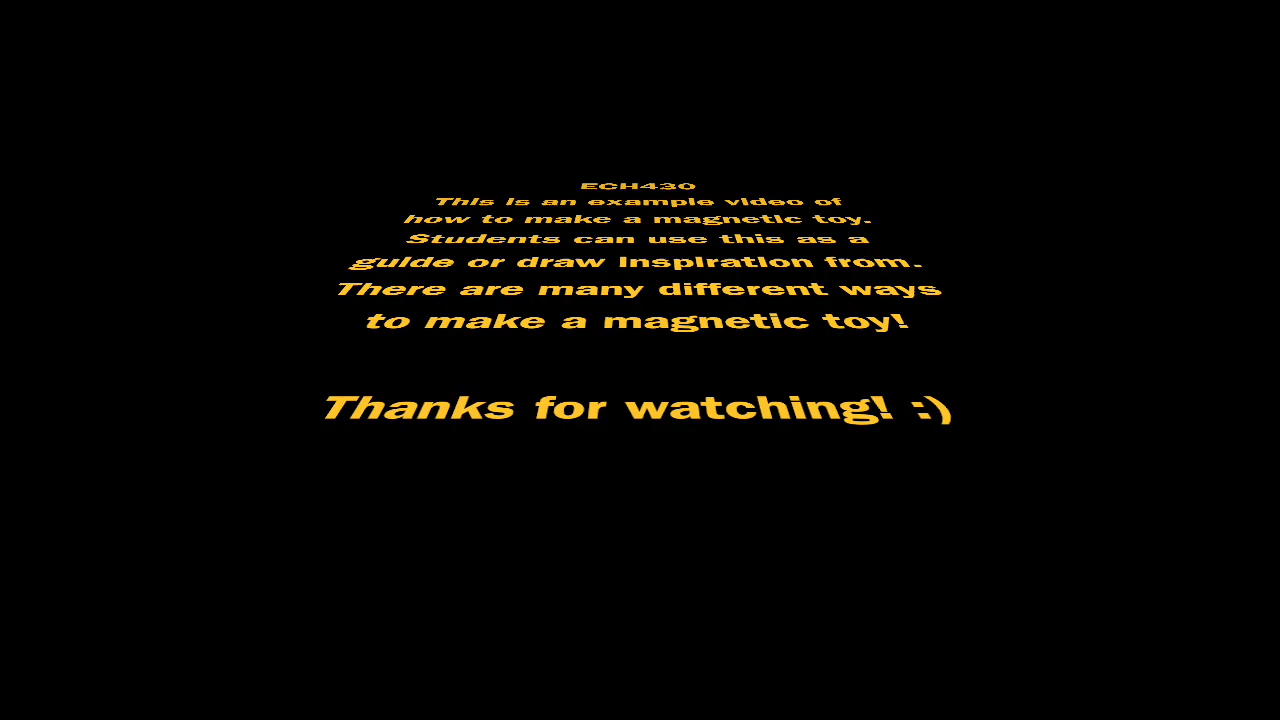 ECH430
This is an example video of
how to make a magnetic toy.
Students can use this as a
guide or draw inspiration from.
There are many different ways
to make a magnetic toy!
Thanks for watching! :)